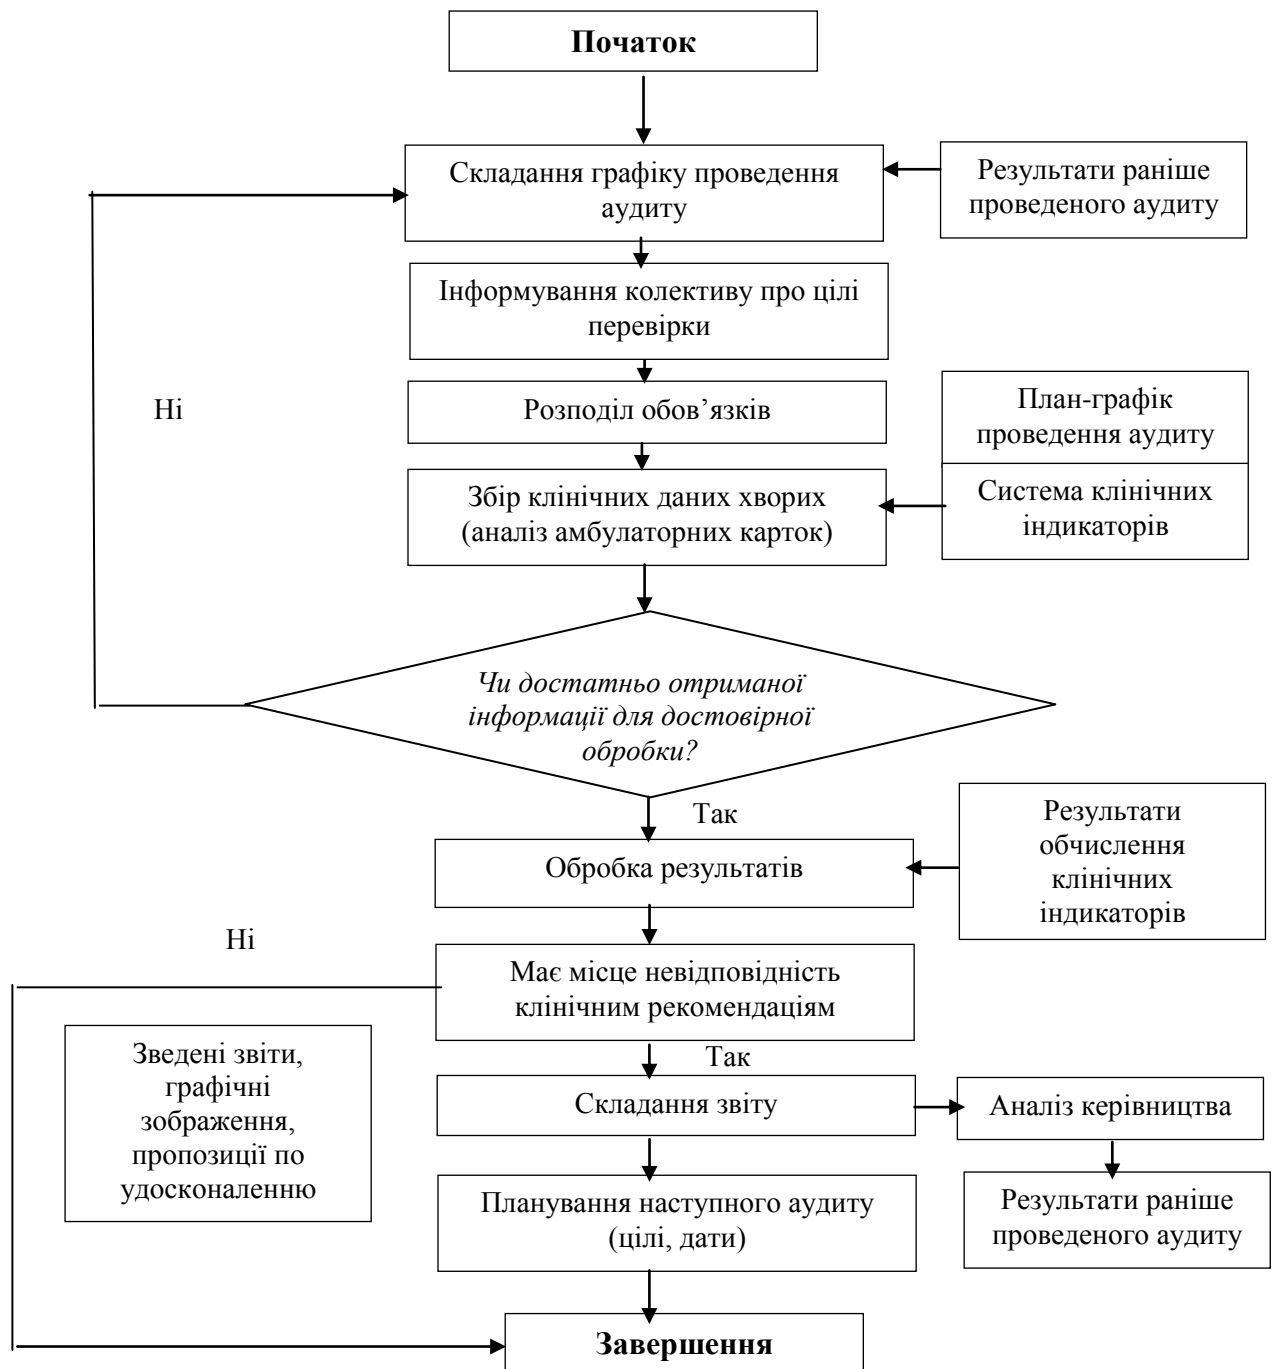 Початок
Складання графіку проведення
аудиту
Результати раніше
проведеного аудиту
Інформування колективу про цілі
перевірки
Ні
Розподіл обов’язків
План-графік
проведення аудиту
Збір клінічних даних хворих
(аналіз амбулаторних карток)
Система клінічних
індикаторів
Чи достатньо отриманої
інформації для достовірної
обробки?
Так
Обробка результатів
Результати
обчислення
клінічних
індикаторів
Ні
Має місце невідповідність
клінічним рекомендаціям
Так
Зведені звіти,
графічні
зображення,
пропозиції по
удосконаленню
Складання звіту
Аналіз керівництва
Планування наступного аудиту
(цілі, дати)
Результати раніше
проведеного аудиту
Завершення